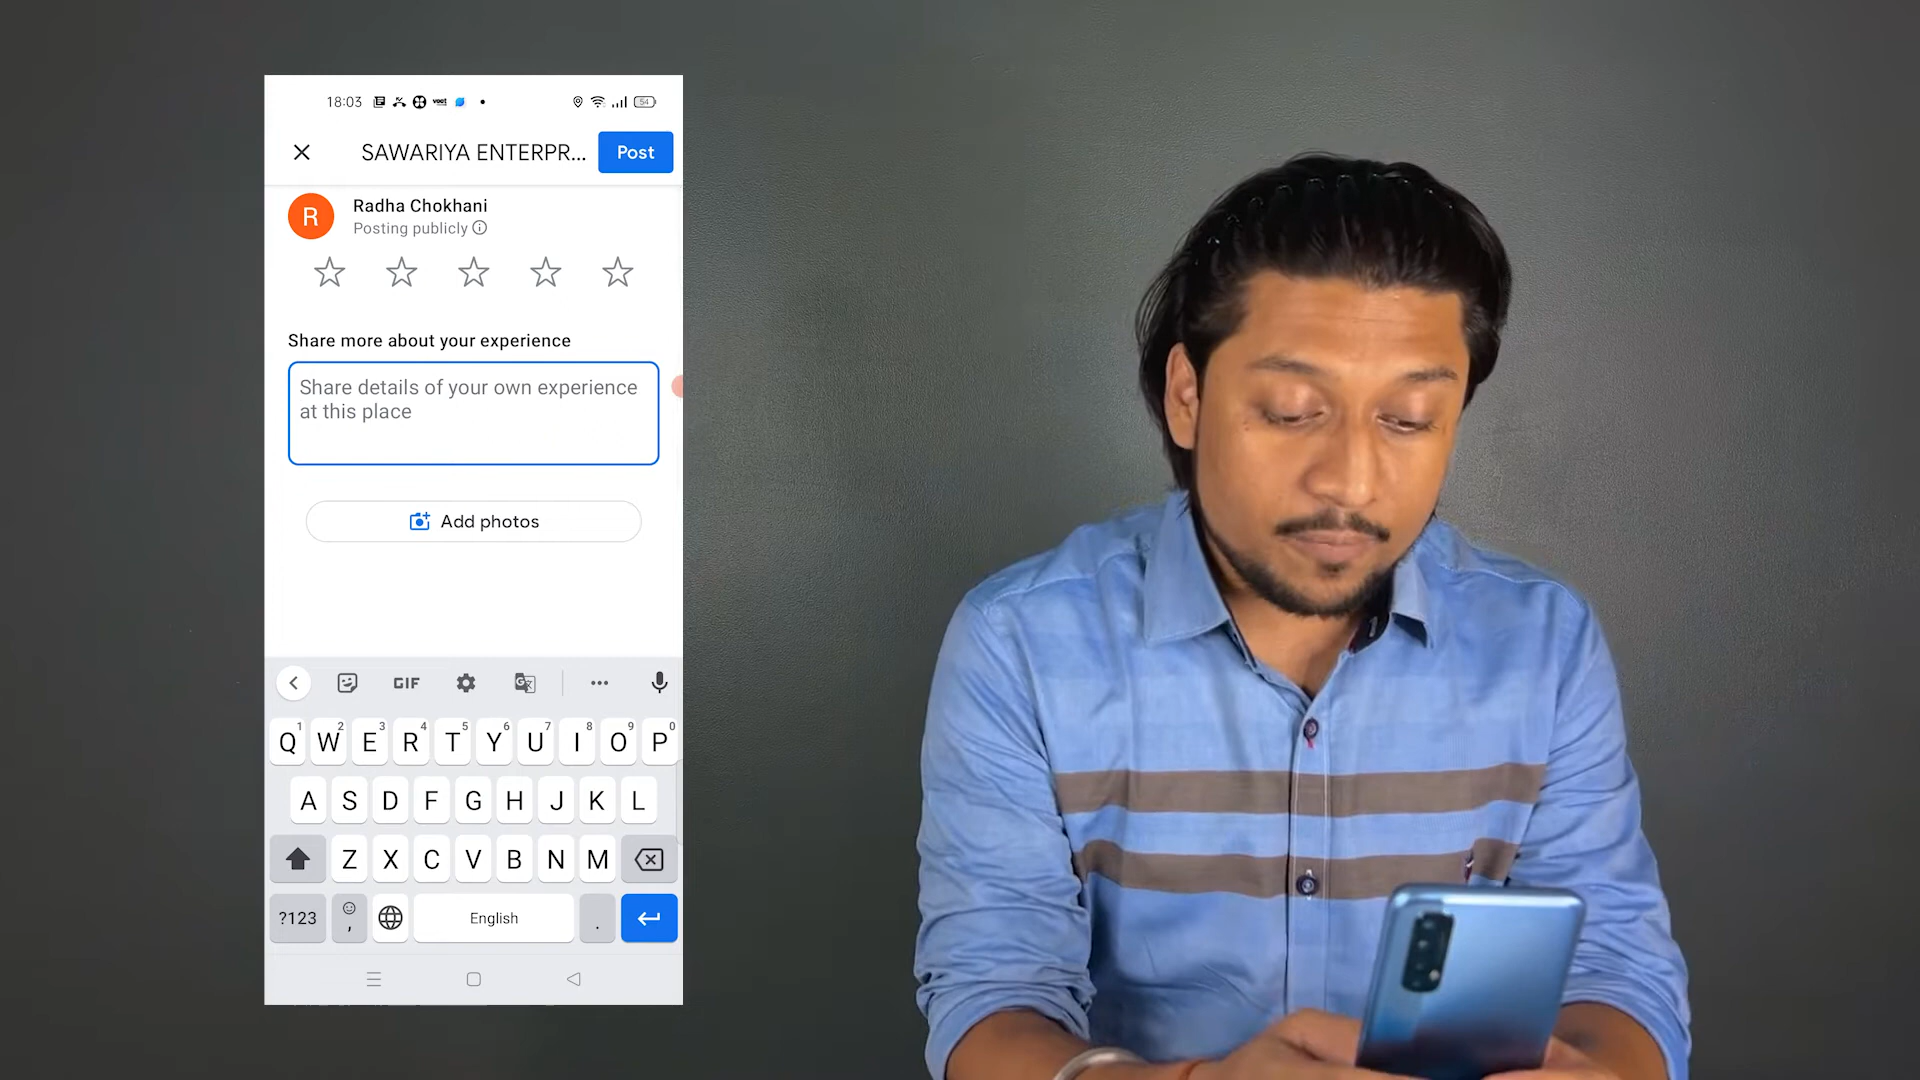 18:03 voot 54
SAWARIYA ENTERPR... Post
R Radha Chokhani
Posting publicly
Share more about your experience
Share details of your own experience
at this place
Add photos
GIF G
1 2 3 4 5 6 7 8 9 0
Q W E R T Y U I O P
A S D F G H J K L
Z X C V B N M
?123 , English .